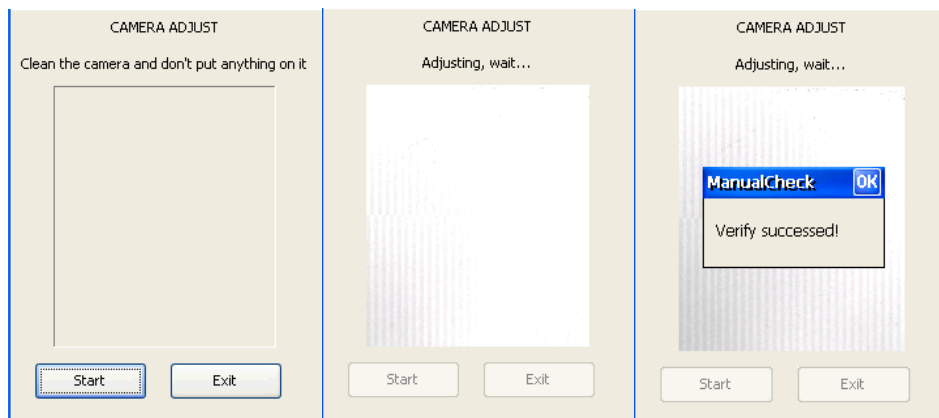 CAMERA ADJUST
Clean the camera and don't put anything on it
Start
Exit
CAMERA ADJUST
Adjusting, wait...
Start
Exit
CAMERA ADJUST
Adjusting, wait...
ManualCheck
OK
Verify successed!
Start
Exit